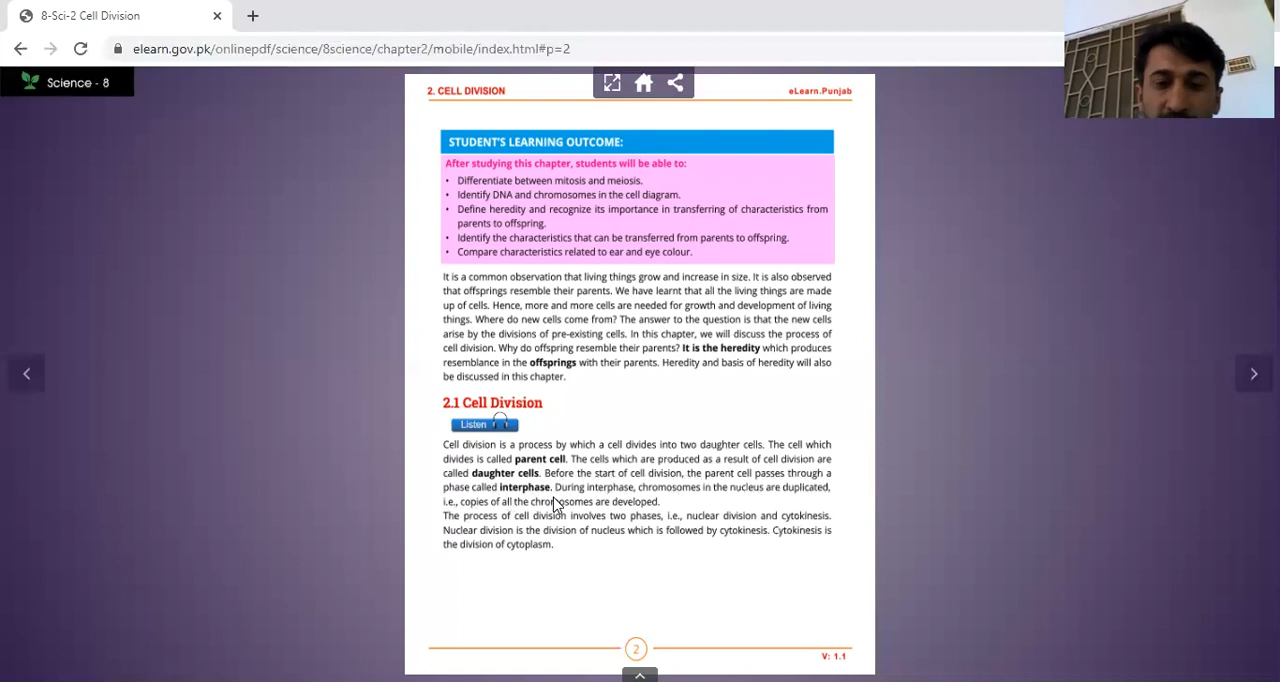 8-Sci-2 Cell Division
elearn.gov.pk/onlinepdf/science/8science/chapter2/mobile/index.html#p=2
Science - 8
2. CELL DIVISION
eLearn.Punjab
STUDENT'S LEARNING OUTCOME:
After studying this chapter, students will be able to:
• Differentiate between mitosis and meiosis.
• Identify DNA and chromosomes in the cell diagram.
• Define heredity and recognize its importance in transferring of characteristics from
parents to offspring.
• Identify the characteristics that can be transferred from parents to offspring.
• Compare characteristics related to ear and eye colour.
It is a common observation that living things grow and increase in size. It is also observed
that offsprings resemble their parents. We have learnt that all the living things are made
up of cells. Hence, more and more cells are needed for growth and development of living
things. Where do new cells come from? The answer to the question is that the new cells
arise by the divisions of pre-existing cells. In this chapter, we will discuss the process of
cell division. Why do offspring resemble their parents? It is the heredity which produces
resemblance in the offsprings with their parents. Heredity and basis of heredity will also
be discussed in this chapter.
2.1 Cell Division
Listen
Cell division is a process by which a cell divides into two daughter cells. The cell which
divides is called parent cell. The cells which are produced as a result of cell division are
called daughter cells. Before the start of cell division, the parent cell passes through a
phase called interphase. During interphase, chromosomes in the nucleus are duplicated,
i.e., copies of all the chromosomes are developed.
The process of cell division involves two phases, i.e., nuclear division and cytokinesis.
Nuclear division is the division of nucleus which is followed by cytokinesis. Cytokinesis is
the division of cytoplasm.
2
V: 1.1